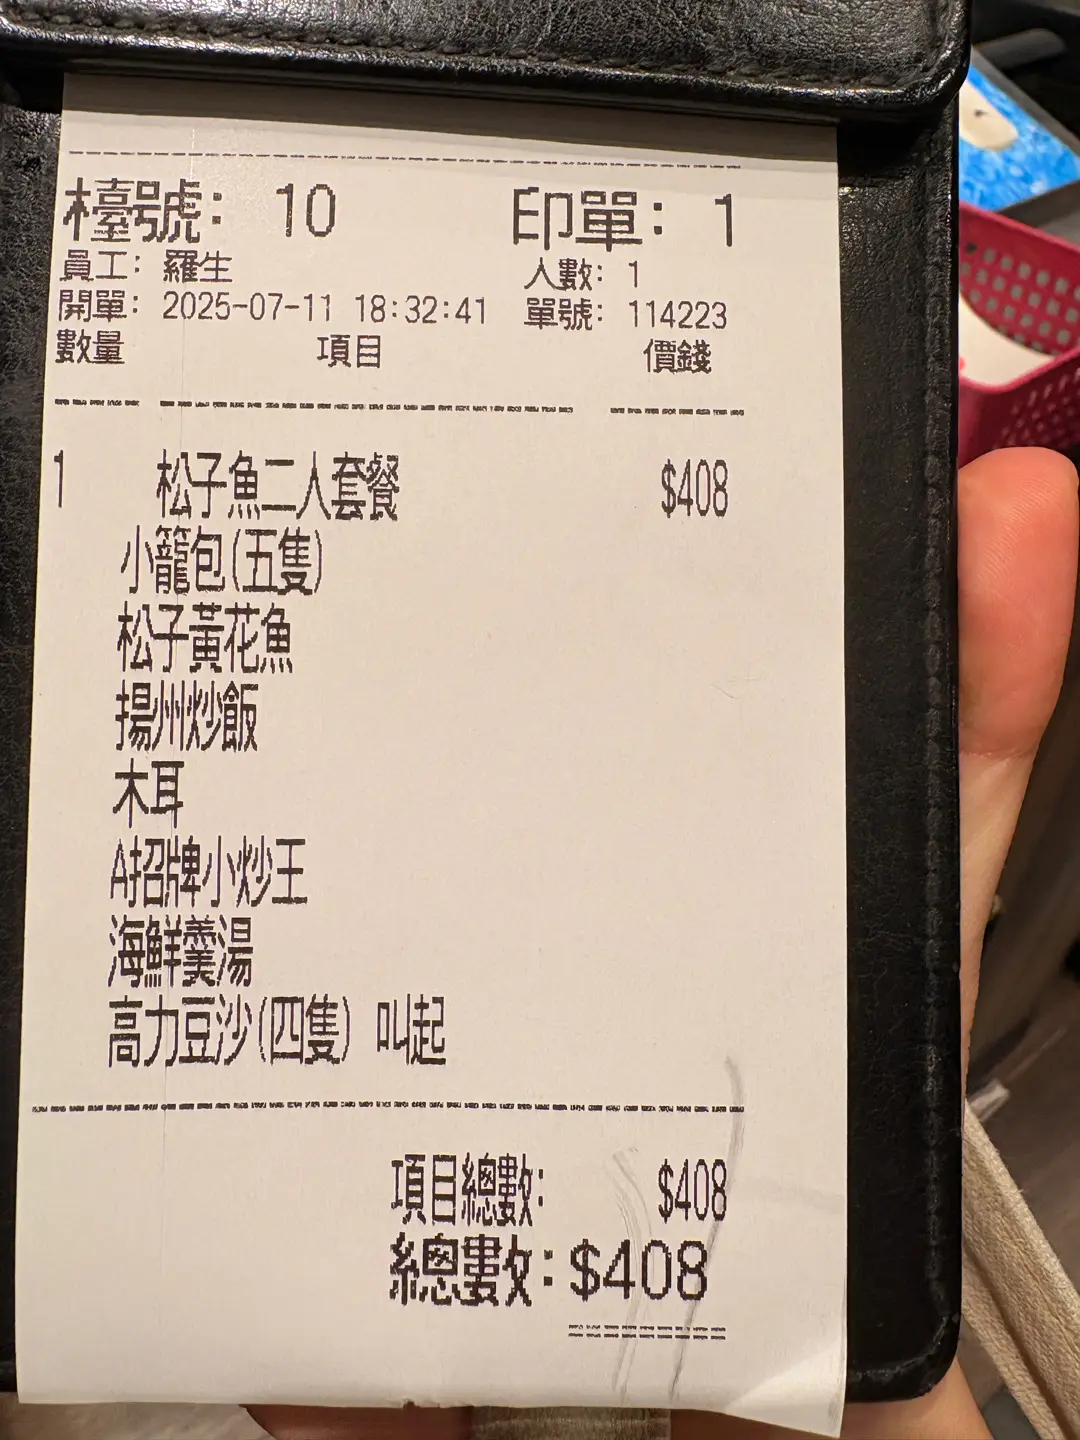 檯號: 10 印單: 1
員工: 羅生 人數: 1
開單: 2025-07-11 18:32:41 單號: 114223
數量 項目 價錢
1 松子魚二人套餐 $408
小籠包(五隻)
松子黃花魚
揚州炒飯
木耳
A招牌小炒王
海鮮羹湯
高力豆沙(四隻) 叫起
項目總數: $408
總數: $408